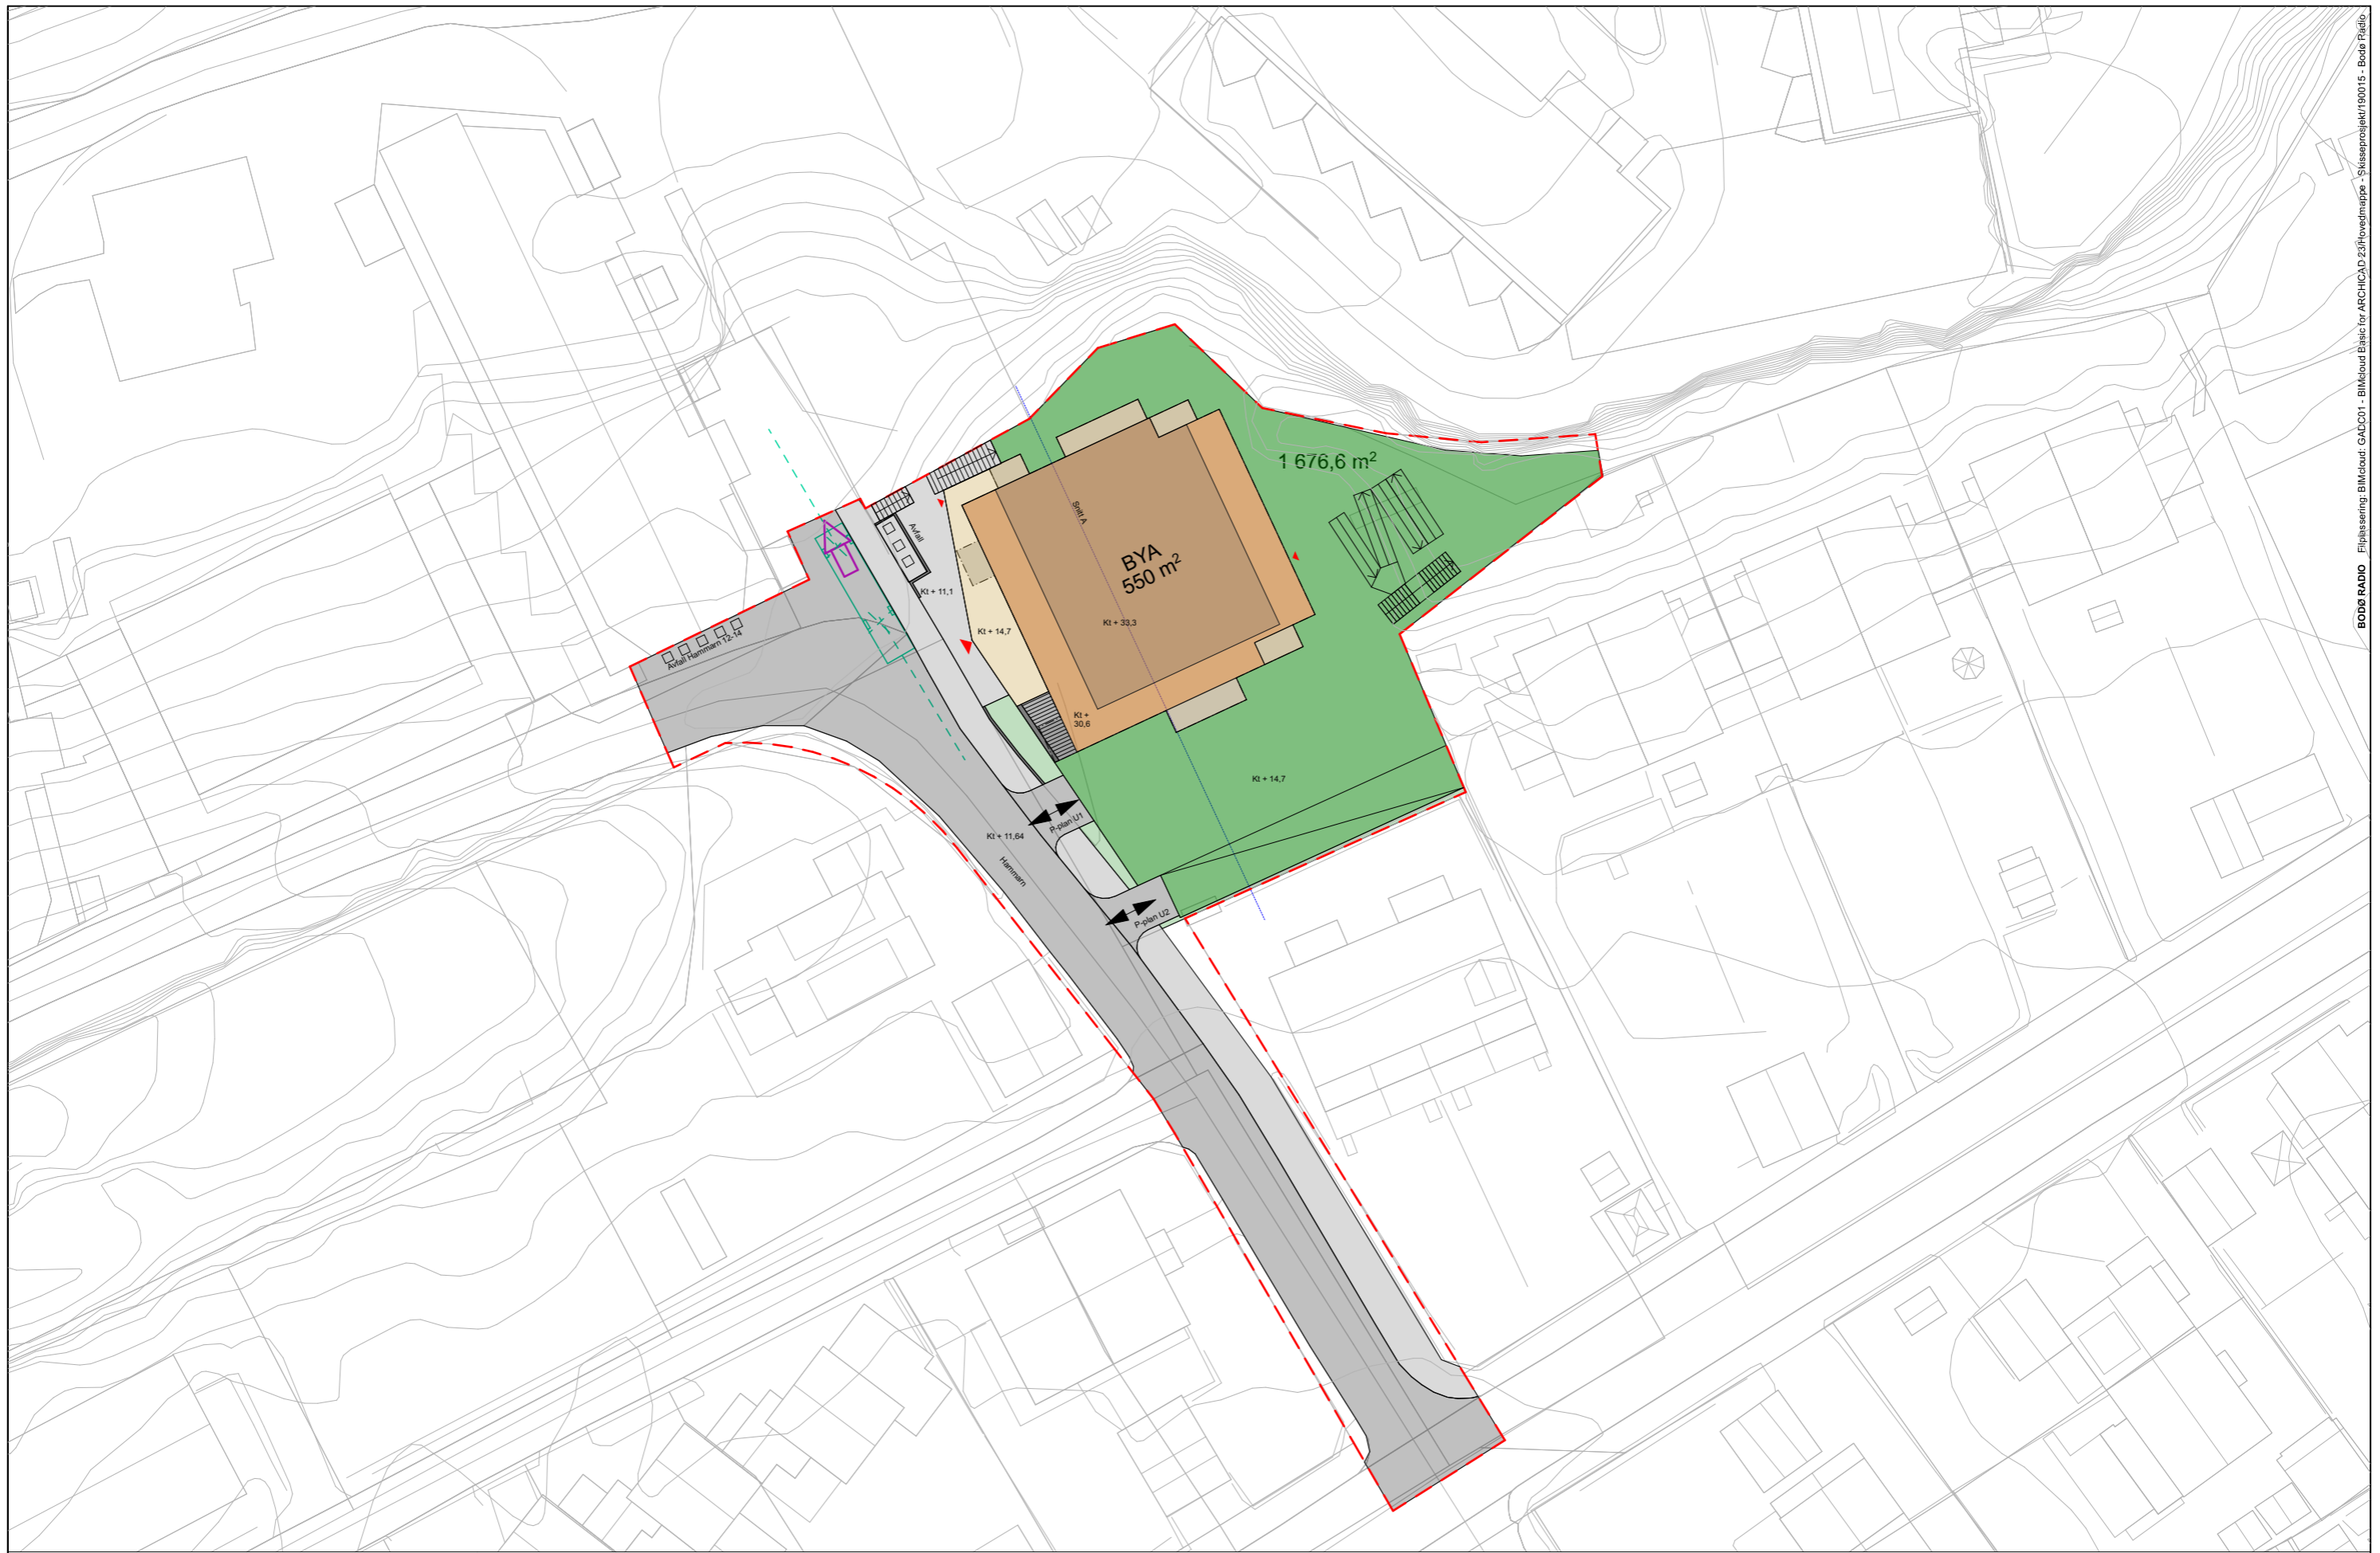 1 676,6 m²
Snitt A
BYA
550 m²
Avfall
Kt + 11,1
Kt + 14,7
Kt + 33,3
Avfall Hammarn 12-14
Kt +
30,6
Kt + 14,7
P-plan U1
Kt + 11,64
Hammarn
P-plan U2
BODØ RADIO Filplassering: BIMcloud: GADC01 - BIMcloud Basic for ARCHICAD 23/Hovedmappe - Skisseprosjekt/190015 - Bodø Radio